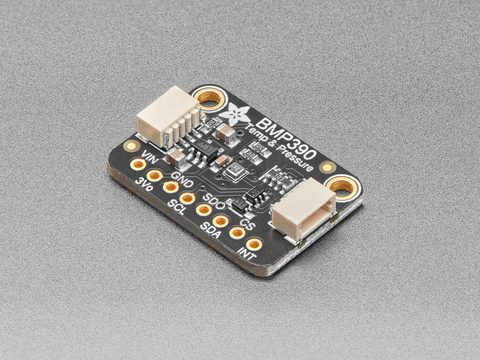 BMP390
Temp & Pressure
VIN
3Vo
GND
SCL
SDO
SDA
CS
INT